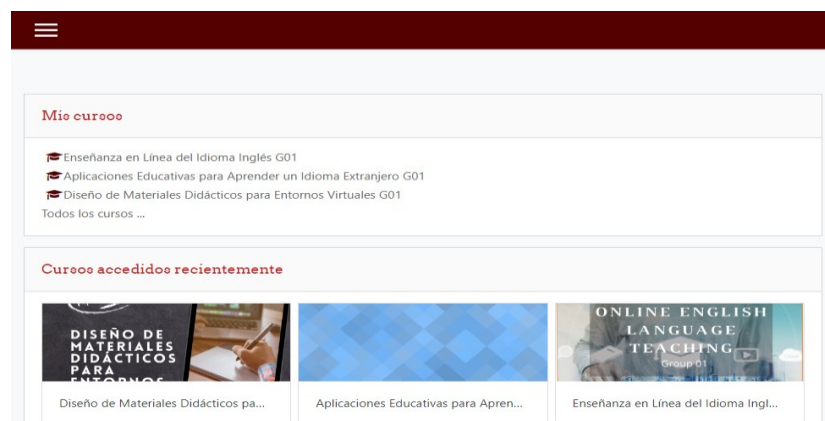 Mis cursos
Enseñanza en Línea del Idioma Inglés G01
Aplicaciones Educativas para Aprender un Idioma Extranjero G01
Diseño de Materiales Didácticos para Entornos Virtuales G01
Todos los cursos ...
Cursos accedidos recientemente
DISEÑO DE
MATERIALES
DIDÁCTICOS
PARA
ENTORNOS
ONLINE ENGLISH
LANGUAGE
TEACHING
Group 01
Diseño de Materiales Didácticos pa...
Aplicaciones Educativas para Apren...
Enseñanza en Línea del Idioma Ingl...